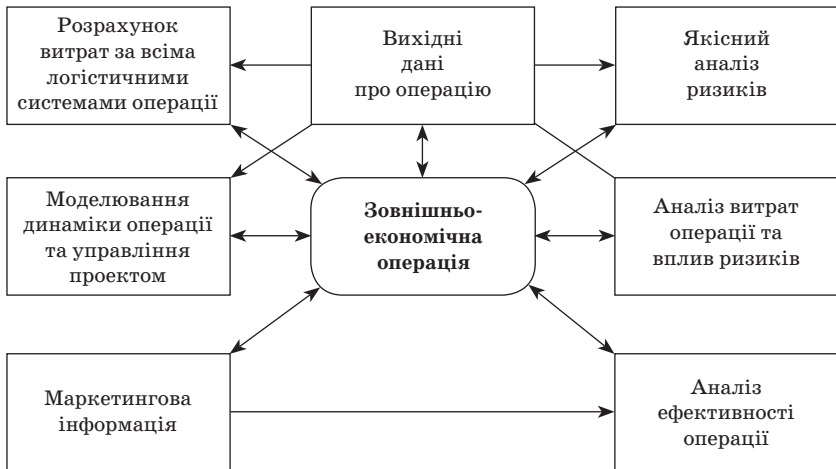 Розрахунок
витрат за всіма
логістичними
системами операції
Вихідні
дані
про операцію
Якісний
аналіз
ризиків
Моделювання
динаміки операції
та управління
проектом
Зовнішньо-
економічна
операція
Аналіз витрат
операції та
вплив ризиків
Маркетингова
інформація
Аналіз
ефективності
операції